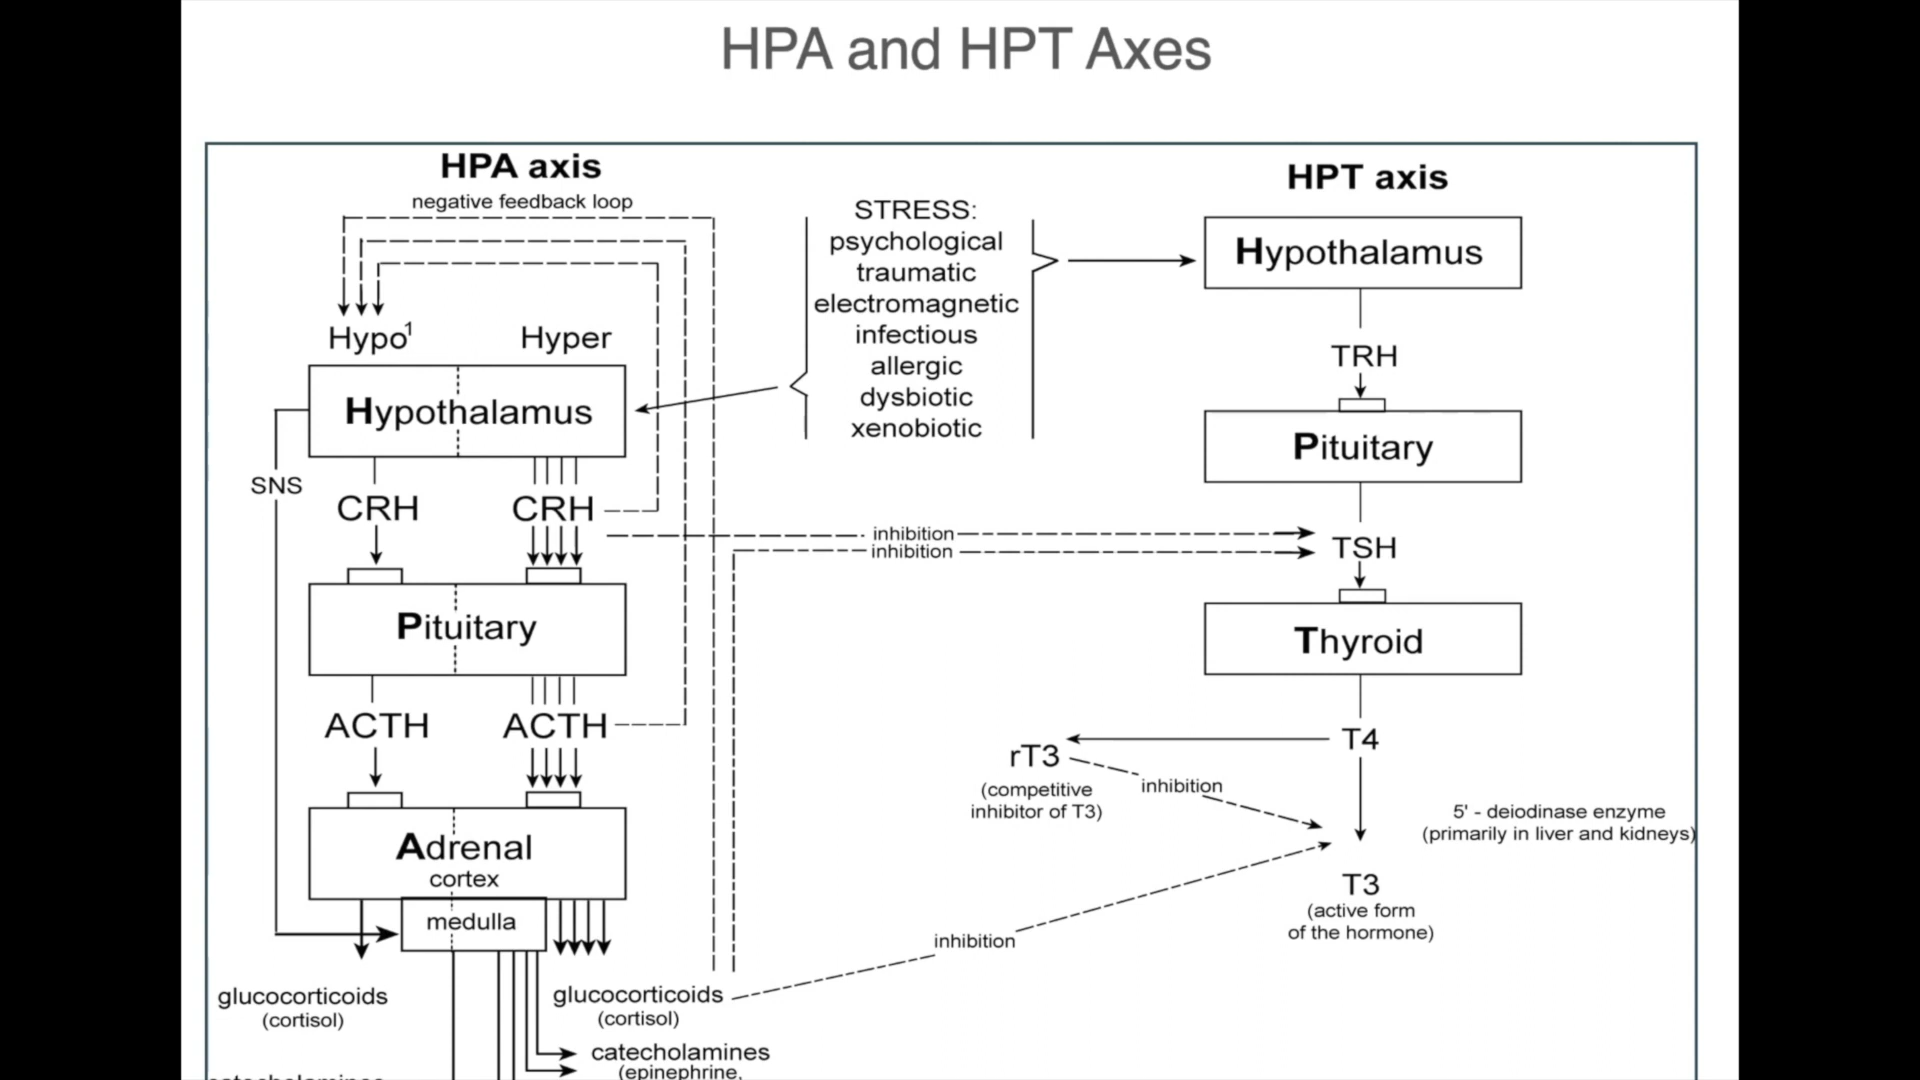 HPA and HPT Axes
HPA axis
negative feedback loop
Hypo¹
Hyper
Hypothalamus
SNS
CRH
CRH
Pituitary
ACTH
ACTH
Adrenal
cortex
medulla
glucocorticoids
(cortisol)
glucocorticoids
(cortisol)
catecholamines
(epinephrine,
catecholamines
STRESS:
psychological
traumatic
electromagnetic
infectious
allergic
dysbiotic
xenobiotic
inhibition
inhibition
HPT axis
Hypothalamus
TRH
Pituitary
TSH
Thyroid
T4
rT3
(competitive
inhibitor of T3)
inhibition
5' - deiodinase enzyme
(primarily in liver and kidneys)
T3
(active form
of the hormone)
inhibition